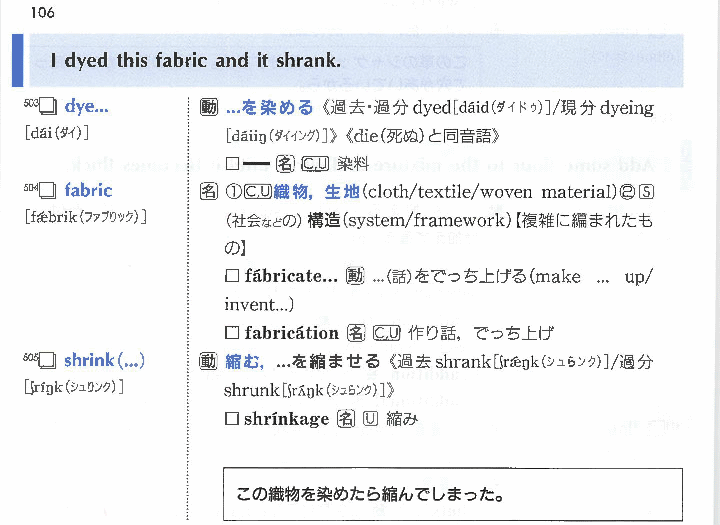 106
I dyed this fabric and it shrank.
503 □ dye...
[dái(ダイ)]
動 ...を染める《過去・過分 dyed[dáid(ダイドゥ)]/現分 dyeing
[dáiiŋ(ダイイング)]》《die(死ぬ)と同音語》
□ ― 名 C,U 染料
504 □ fabric
[fǽbrik(ファブリック)]
名 ①C,U織物, 生地(cloth/textile/woven material)②S
(社会などの) 構造(system/framework)【複雑に編まれたも
の】
□ fábricate... 動 ...(話)をでっち上げる(make ... up/
invent...)
□ fabricátion 名 C,U 作り話, でっち上げ
505 □ shrink(...)
[ʃríŋk(シュリンク)]
動 縮む, ...を縮ませる《過去 shrank[ʃrǽŋk(シュランク)]/過分
shrunk[ʃrʌ́ŋk(シュランク)]》
□ shrínkage 名 U 縮み
この織物を染めたら縮んでしまった。